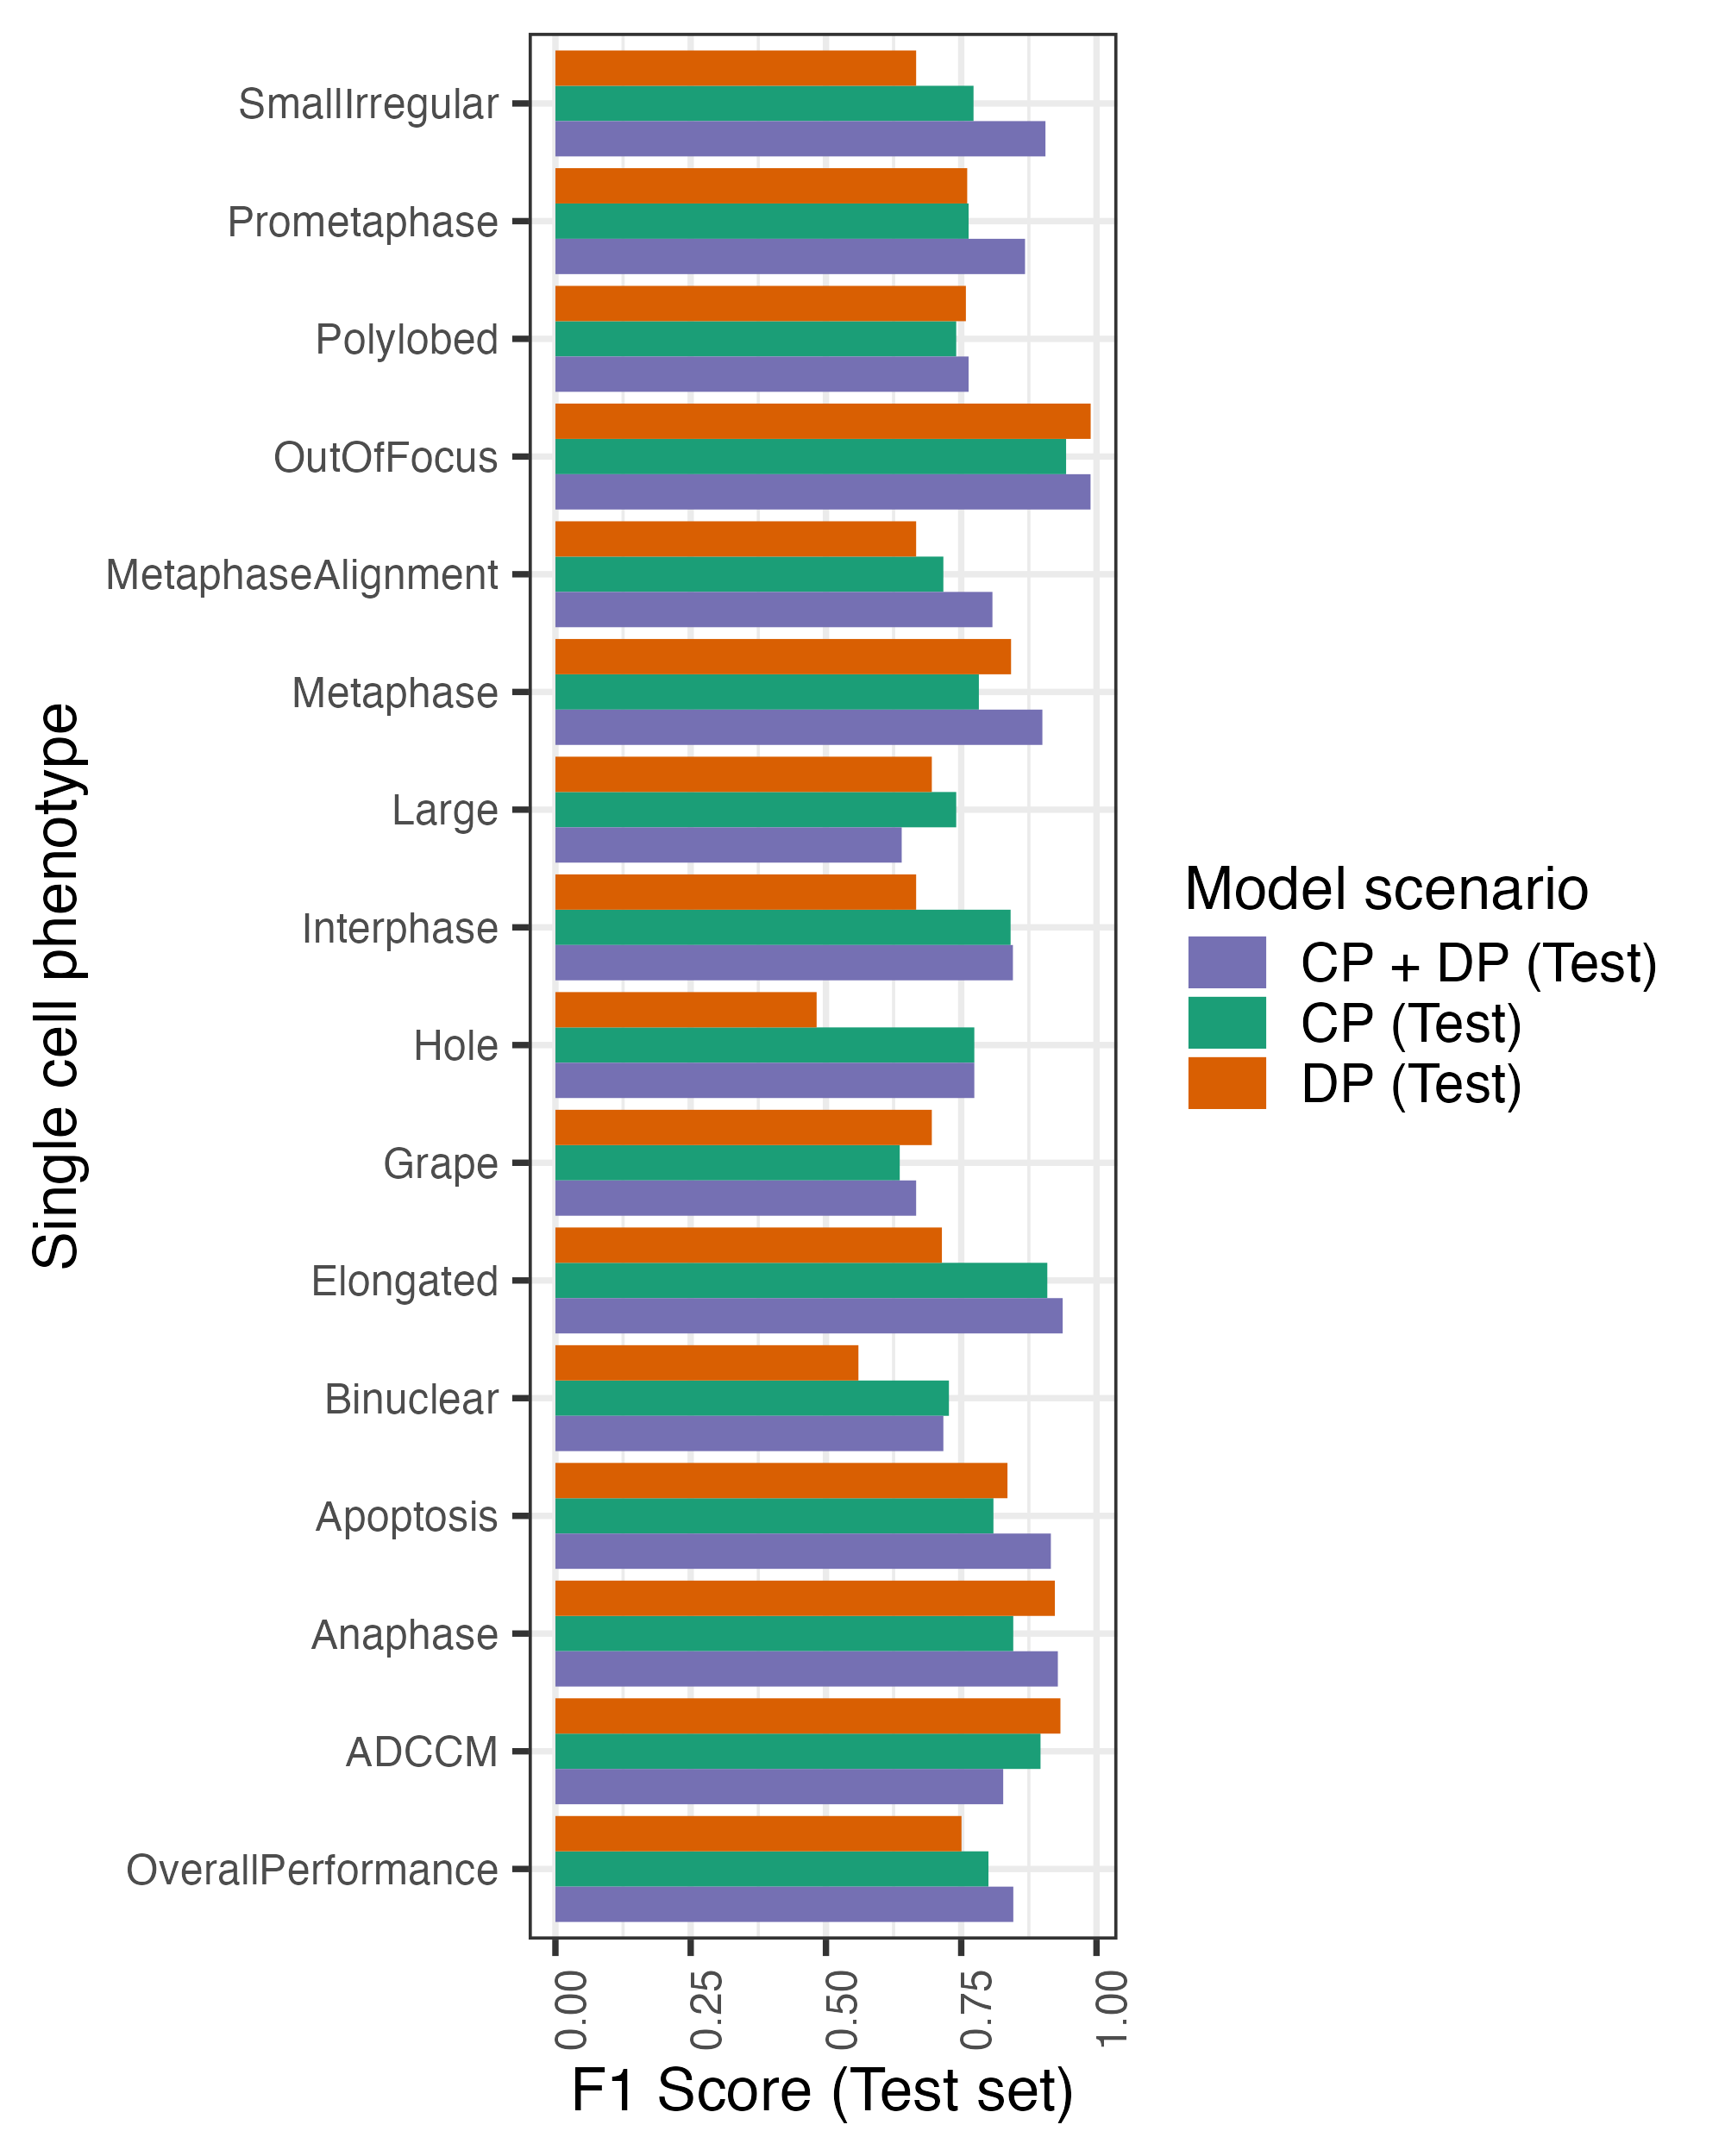 Single cell phenotype
SmallIrregular
Prometaphase
Polylobed
OutOfFocus
MetaphaseAlignment
Metaphase
Large
Interphase
Hole
Grape
Elongated
Binuclear
Apoptosis
Anaphase
ADCCM
OverallPerformance
0.00
0.25
0.50
0.75
1.00
F1 Score (Test set)
Model scenario
CP + DP (Test)
CP (Test)
DP (Test)